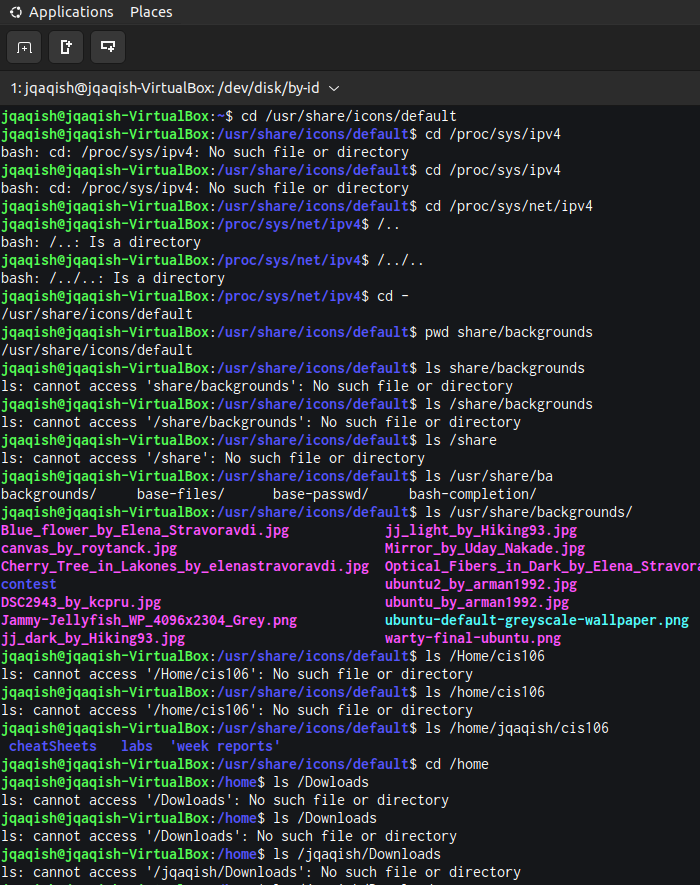 Applications Places
1: jqaqish@jqaqish-VirtualBox: /dev/disk/by-id
jqaqish@jqaqish-VirtualBox:~$ cd /usr/share/icons/default
jqaqish@jqaqish-VirtualBox:/usr/share/icons/default$ cd /proc/sys/ipv4
bash: cd: /proc/sys/ipv4: No such file or directory
jqaqish@jqaqish-VirtualBox:/usr/share/icons/default$ cd /proc/sys/ipv4
bash: cd: /proc/sys/ipv4: No such file or directory
jqaqish@jqaqish-VirtualBox:/usr/share/icons/default$ cd /proc/sys/net/ipv4
jqaqish@jqaqish-VirtualBox:/proc/sys/net/ipv4$ /..
bash: /..: Is a directory
jqaqish@jqaqish-VirtualBox:/proc/sys/net/ipv4$ /../..
bash: /../..: Is a directory
jqaqish@jqaqish-VirtualBox:/proc/sys/net/ipv4$ cd -
/usr/share/icons/default
jqaqish@jqaqish-VirtualBox:/usr/share/icons/default$ pwd share/backgrounds
/usr/share/icons/default
jqaqish@jqaqish-VirtualBox:/usr/share/icons/default$ ls share/backgrounds
ls: cannot access 'share/backgrounds': No such file or directory
jqaqish@jqaqish-VirtualBox:/usr/share/icons/default$ ls /share/backgrounds
ls: cannot access '/share/backgrounds': No such file or directory
jqaqish@jqaqish-VirtualBox:/usr/share/icons/default$ ls /share
ls: cannot access '/share': No such file or directory
jqaqish@jqaqish-VirtualBox:/usr/share/icons/default$ ls /usr/share/ba
backgrounds/ base-files/ base-passwd/ bash-completion/
jqaqish@jqaqish-VirtualBox:/usr/share/icons/default$ ls /usr/share/backgrounds/
Blue_flower_by_Elena_Stravoravdi.jpg jj_light_by_Hiking93.jpg
canvas_by_roytanck.jpg Mirror_by_Uday_Nakade.jpg
Cherry_Tree_in_Lakones_by_elenastravoravdi.jpg Optical_Fibers_in_Dark_by_Elena_Stravora
contest ubuntu2_by_arman1992.jpg
DSC2943_by_kcpru.jpg ubuntu_by_arman1992.jpg
Jammy-Jellyfish_WP_4096x2304_Grey.png ubuntu-default-greyscale-wallpaper.png
jj_dark_by_Hiking93.jpg warty-final-ubuntu.png
jqaqish@jqaqish-VirtualBox:/usr/share/icons/default$ ls /Home/cis106
ls: cannot access '/Home/cis106': No such file or directory
jqaqish@jqaqish-VirtualBox:/usr/share/icons/default$ ls /home/cis106
ls: cannot access '/home/cis106': No such file or directory
jqaqish@jqaqish-VirtualBox:/usr/share/icons/default$ ls /home/jqaqish/cis106
cheatSheets labs 'week reports'
jqaqish@jqaqish-VirtualBox:/usr/share/icons/default$ cd /home
jqaqish@jqaqish-VirtualBox:/home$ ls /Dowloads
ls: cannot access '/Dowloads': No such file or directory
jqaqish@jqaqish-VirtualBox:/home$ ls /Downloads
ls: cannot access '/Downloads': No such file or directory
jqaqish@jqaqish-VirtualBox:/home$ ls /jqaqish/Downloads
ls: cannot access '/jqaqish/Downloads': No such file or directory